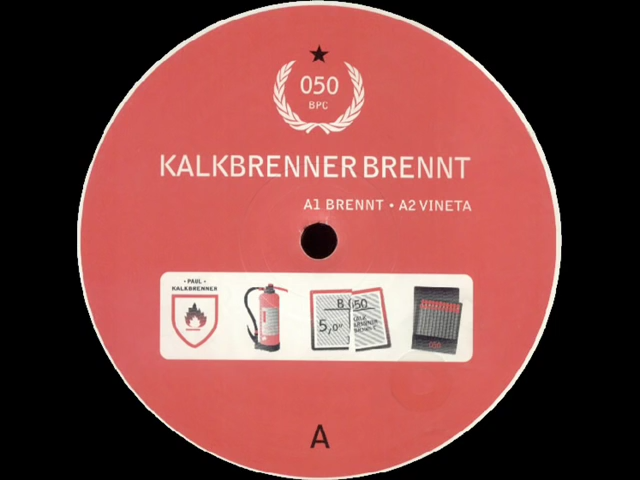 050
BPC
KALKBRENNER BRENNT
A1 BRENNT • A2 VINETA
• PAUL •
KALKBRENNER
B 050
5,0"
A